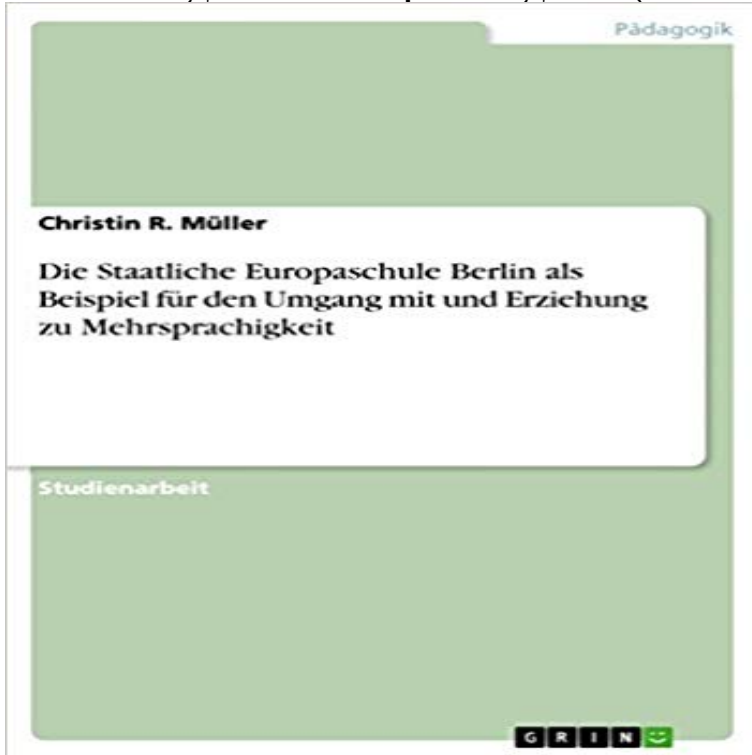 Pädagogik
Christin R. Müller
Die Staatliche Europaschule Berlin als
Beispiel für den Umgang mit und Erziehung
zu Mehrsprachigkeit
Studienarbeit
GRIN